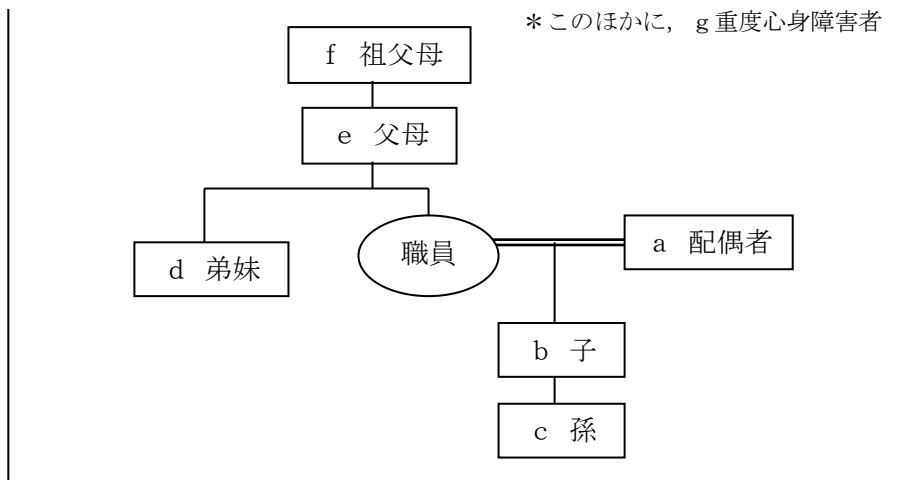 ＊このほかに， ｇ重度心身障害者
ｆ 祖父母
ｅ 父母
職員
ａ 配偶者
ｄ 弟妹
ｂ 子
ｃ 孫